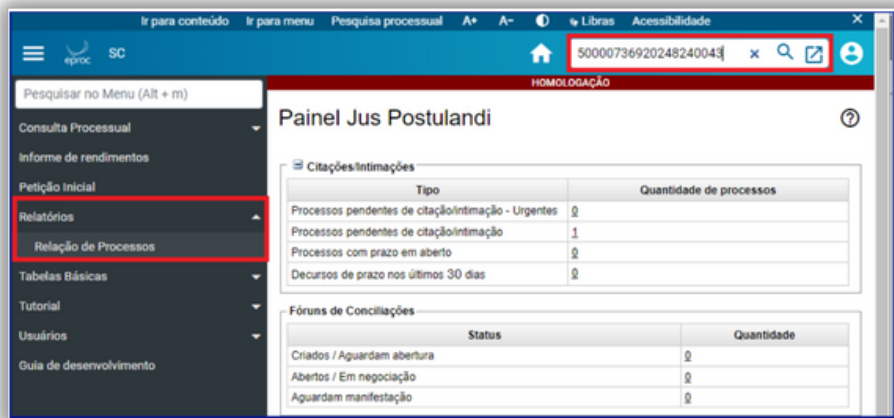 Ir para conteúdo Ir para menu Pesquisa processual A+ A- Libras Acessibilidade ×
eproc SC 50000736920248240043 ×
HOMOLOGAÇÃO
Pesquisar no Menu (Alt + m)
Consulta Processual
Informe de rendimentos
Petição Inicial
Relatórios
Relação de Processos
Tabelas Básicas
Tutorial
Usuários
Guia de desenvolvimento
Painel Jus Postulandi ?
Citações/Intimações
Tipo Quantidade de processos
Processos pendentes de citação/intimação - Urgentes 0
Processos pendentes de citação/intimação 1
Processos com prazo em aberto 0
Decursos de prazo nos últimos 30 dias 0
Fóruns de Conciliações
Status Quantidade
Criados / Aguardam abertura 0
Abertos / Em negociação 0
Aguardam manifestação 0